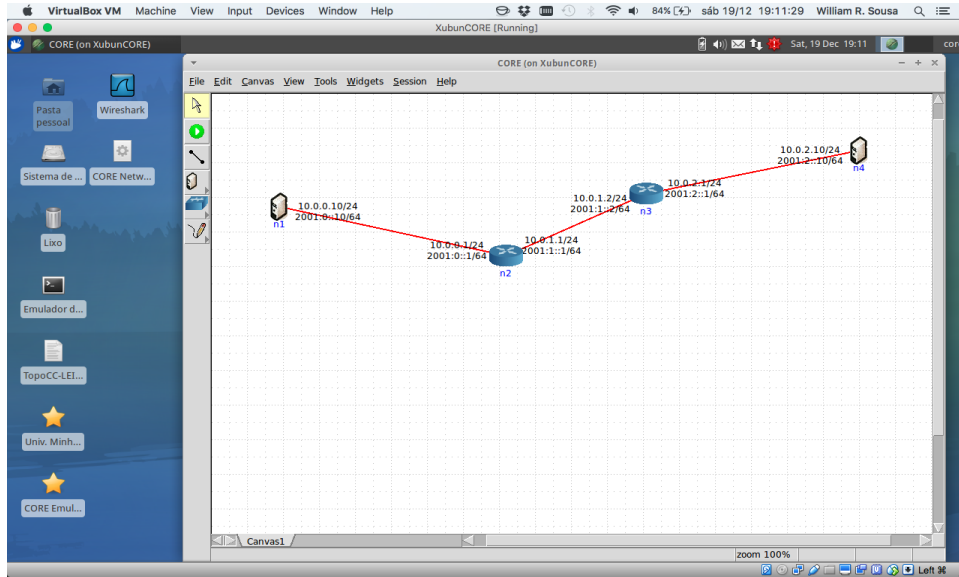 VirtualBox VM Machine View Input Devices Window Help 84% sáb 19/12 19:11:29 William R. Sousa
XubunCORE [Running]
CORE (on XubunCORE) Sat, 19 Dec 19:11 cor
CORE (on XubunCORE)
File Edit Canvas View Tools Widgets Session Help
Pasta pessoal
Wireshark
Sistema de ...
CORE Netw...
Lixo
Emulador d...
TopoCC-LEI...
Univ. Minh...
CORE Emul...
10.0.0.10/24
2001:0::10/64
n1
10.0.0.1/24
2001:0::1/64
10.0.1.1/24
2001:1::1/64
n2
10.0.1.2/24
2001:1::2/64
n3
10.0.2.1/24
2001:2::1/64
10.0.2.10/24
2001:2::10/64
n4
Canvas1
zoom 100%
Left ⌘